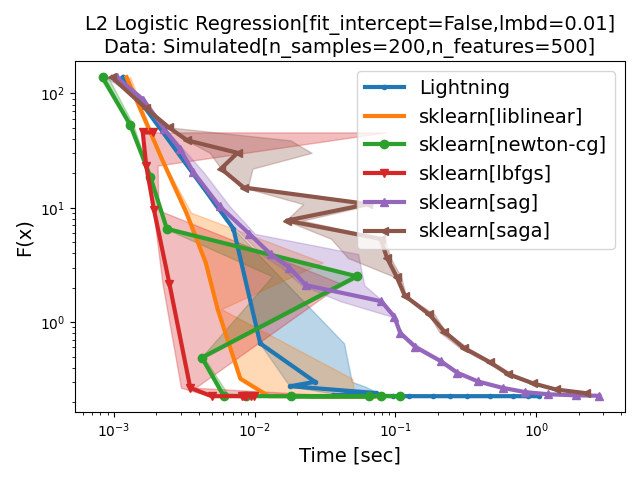 L2 Logistic Regression[fit_intercept=False,lmbd=0.01]
Data: Simulated[n_samples=200,n_features=500]
F(x)
10²
10¹
10⁰
Lightning
sklearn[liblinear]
sklearn[newton-cg]
sklearn[lbfgs]
sklearn[sag]
sklearn[saga]
10⁻³ 10⁻² 10⁻¹ 10⁰
Time [sec]